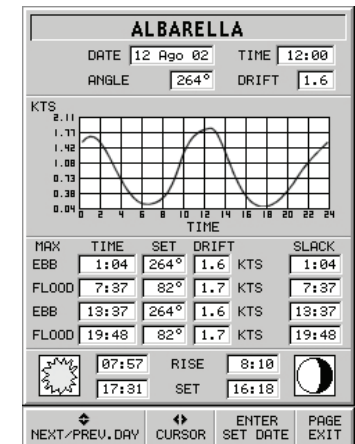 ALBARELLA
DATE 12 Ago 02 TIME 12:00
ANGLE 264° DRIFT 1.6
KTS
2.11
1.77
1.42
1.08
0.73
0.38
0.04
0 2 4 6 8 10 12 14 16 18 20 22 24
TIME
MAX TIME SET DRIFT SLACK
EBB 1:04 264° 1.6 KTS 1:04
FLOOD 7:37 82° 1.7 KTS 7:37
EBB 13:37 264° 1.6 KTS 13:37
FLOOD 19:48 82° 1.7 KTS 19:48
07:57 RISE 8:10
17:31 SET 16:18
NEXT/PREV.DAY CURSOR ENTER SET DATE PAGE EXIT